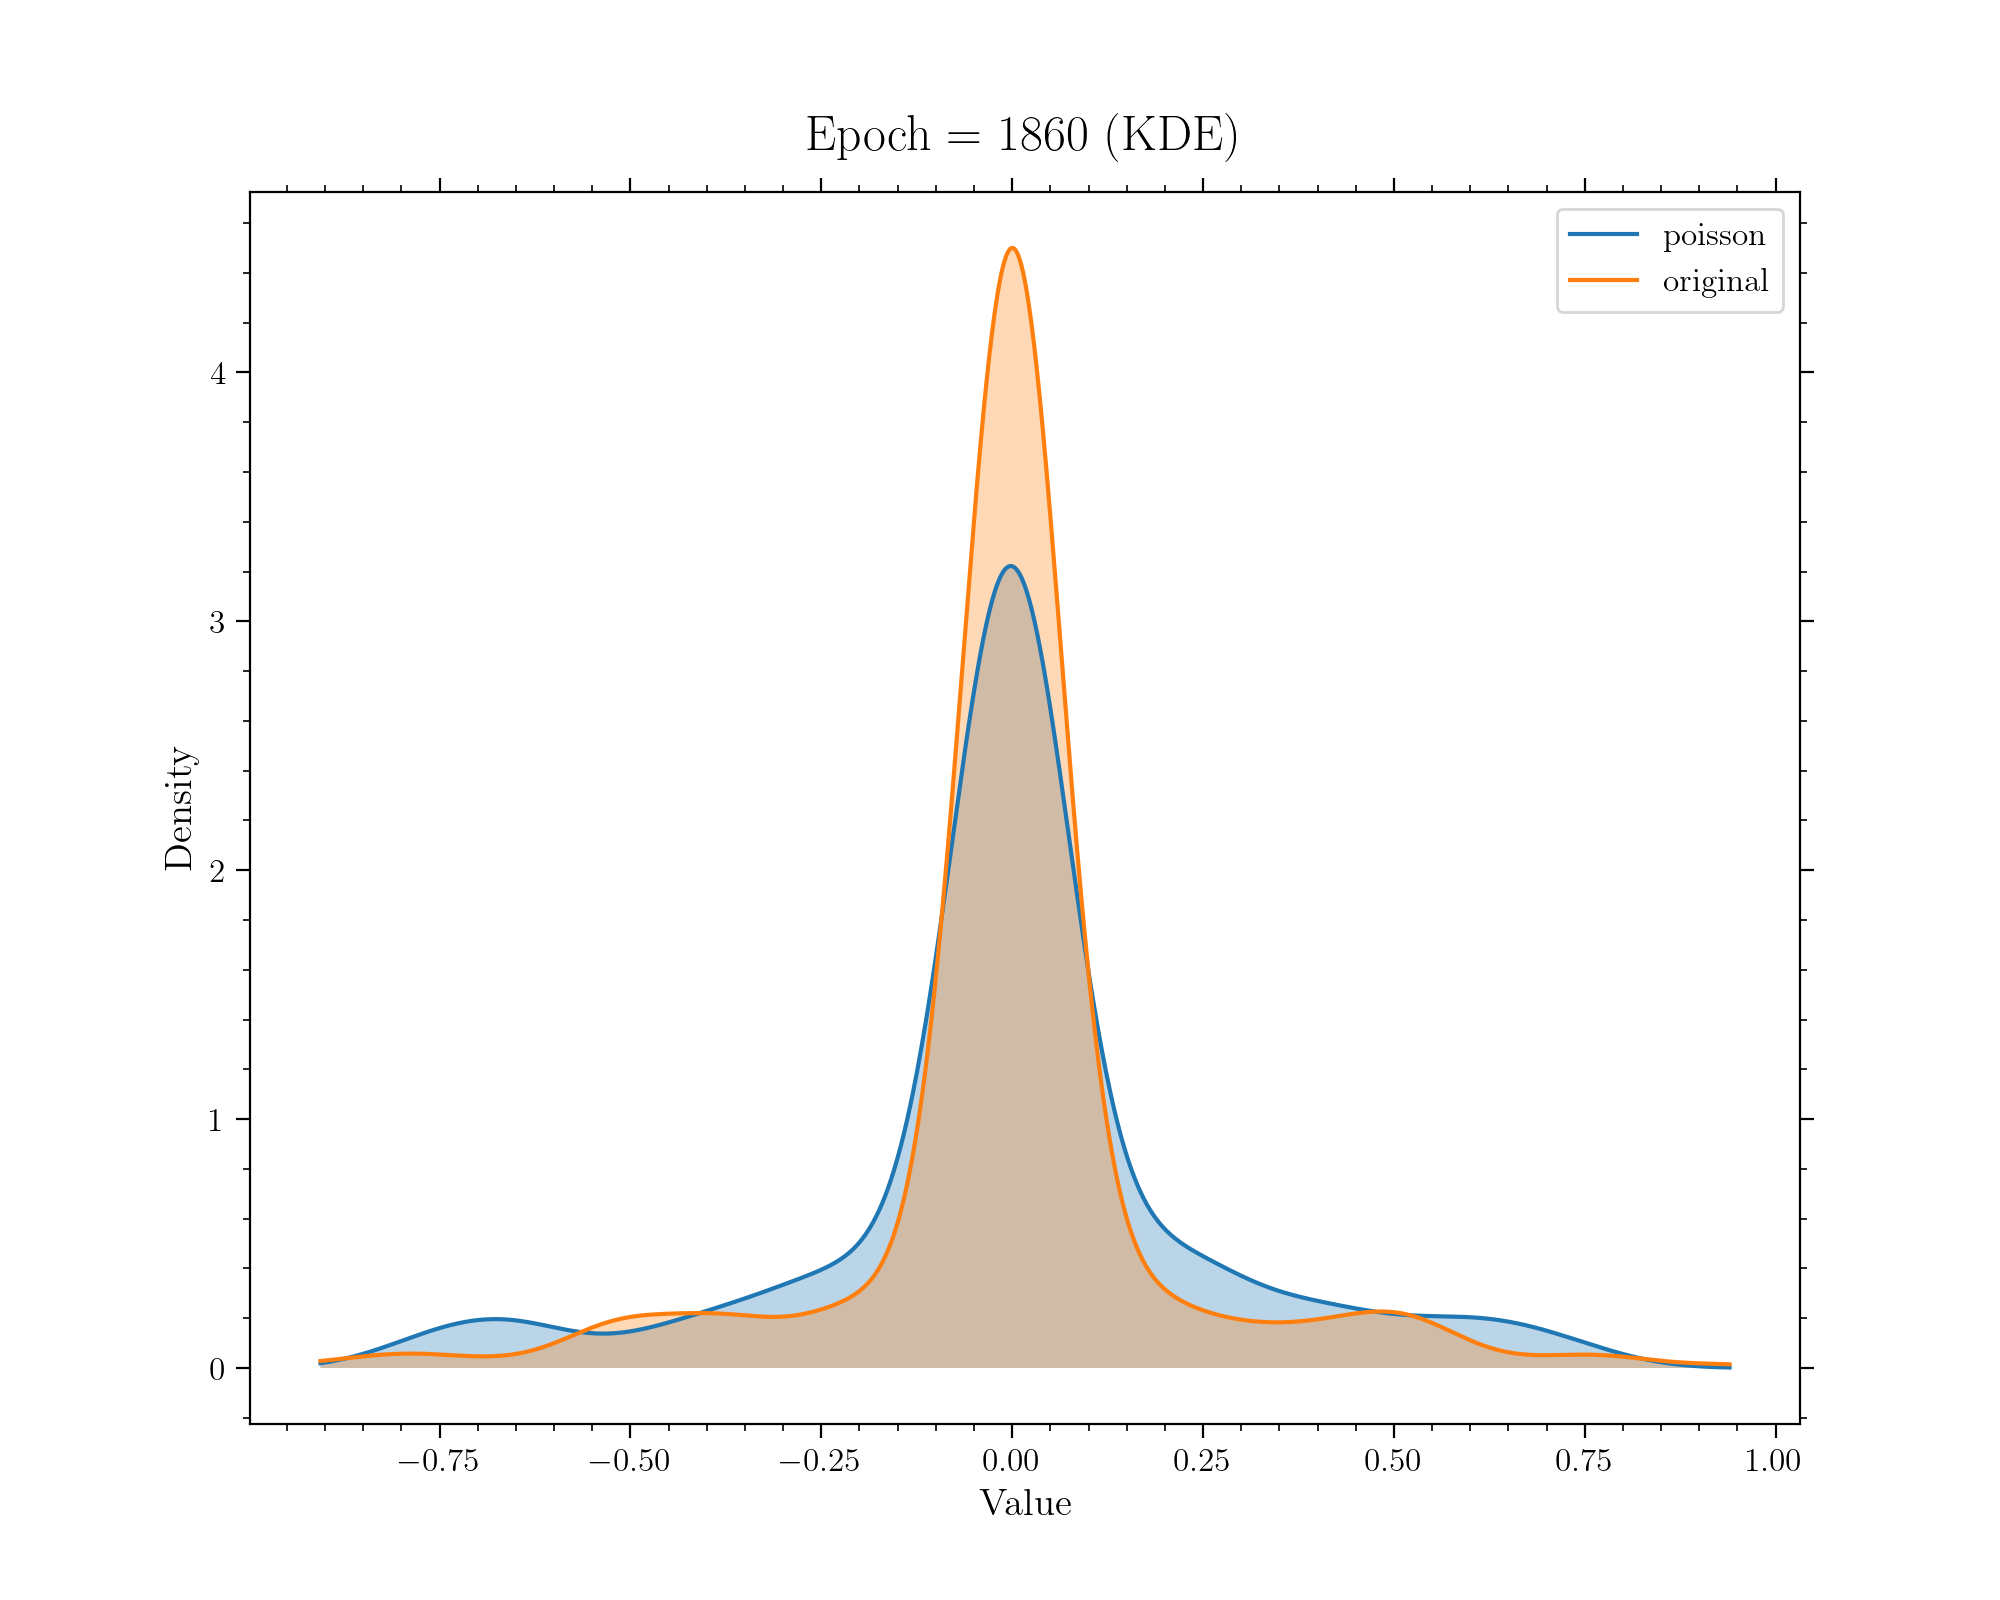 Epoch = 1860 (KDE)
poisson
original
4
3
2
1
0
Density
−0.75 −0.50 −0.25 0.00 0.25 0.50 0.75 1.00
Value